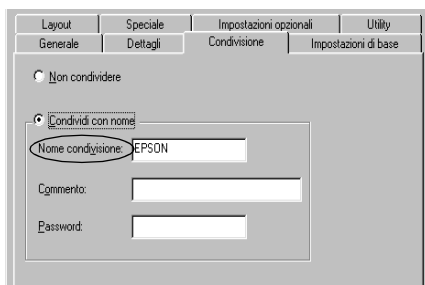 Layout Speciale Impostazioni opzionali Utility
Generale Dettagli Condivisione Impostazioni di base
Non condividere
Condividi con nome
Nome condivisione: EPSON
Commento:
Password: